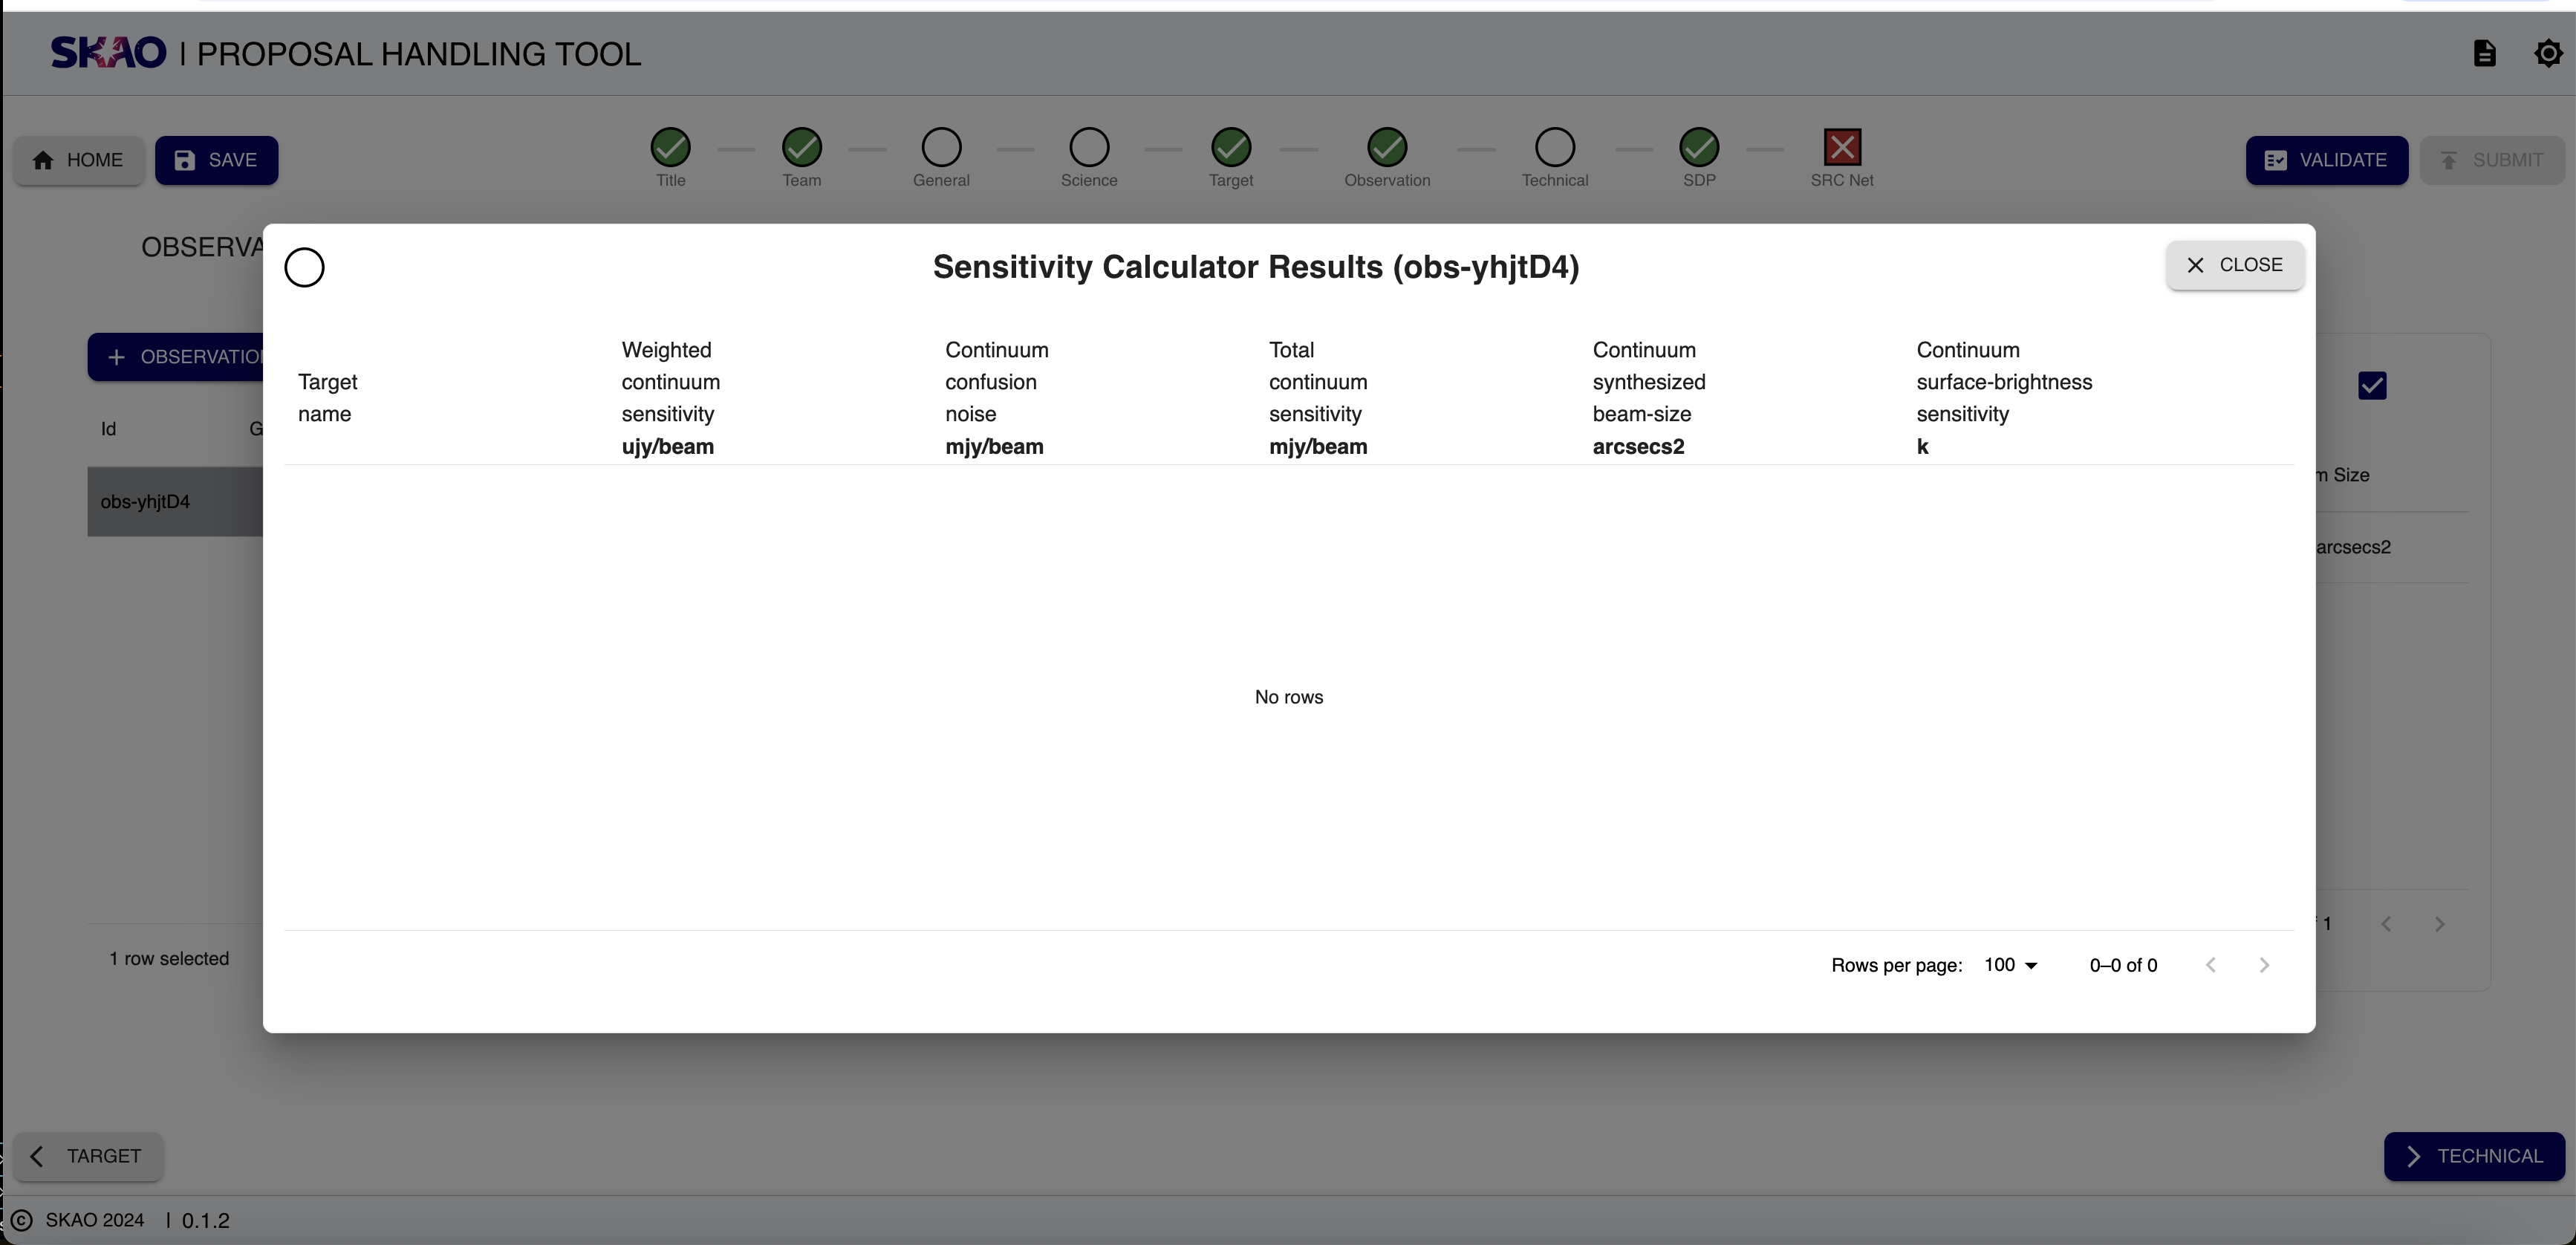 SKAO | PROPOSAL HANDLING TOOL
HOME
SAVE
Title
Team
General
Science
Target
Observation
Technical
SDP
SRC Net
VALIDATE
SUBMIT
Sensitivity Calculator Results (obs-yhjtD4)
CLOSE
OBSERVA
OBSERVATIO
Id
G
obs-yhjtD4
1 row selected
Target
name
Weighted
continuum
sensitivity
ujy/beam
Continuum
confusion
noise
mjy/beam
Total
continuum
sensitivity
mjy/beam
Continuum
synthesized
beam-size
arcsecs2
Continuum
surface-brightness
sensitivity
k
No rows
Rows per page: 100
0–0 of 0
m Size
arcsecs2
1
TARGET
TECHNICAL
© SKAO 2024 | 0.1.2